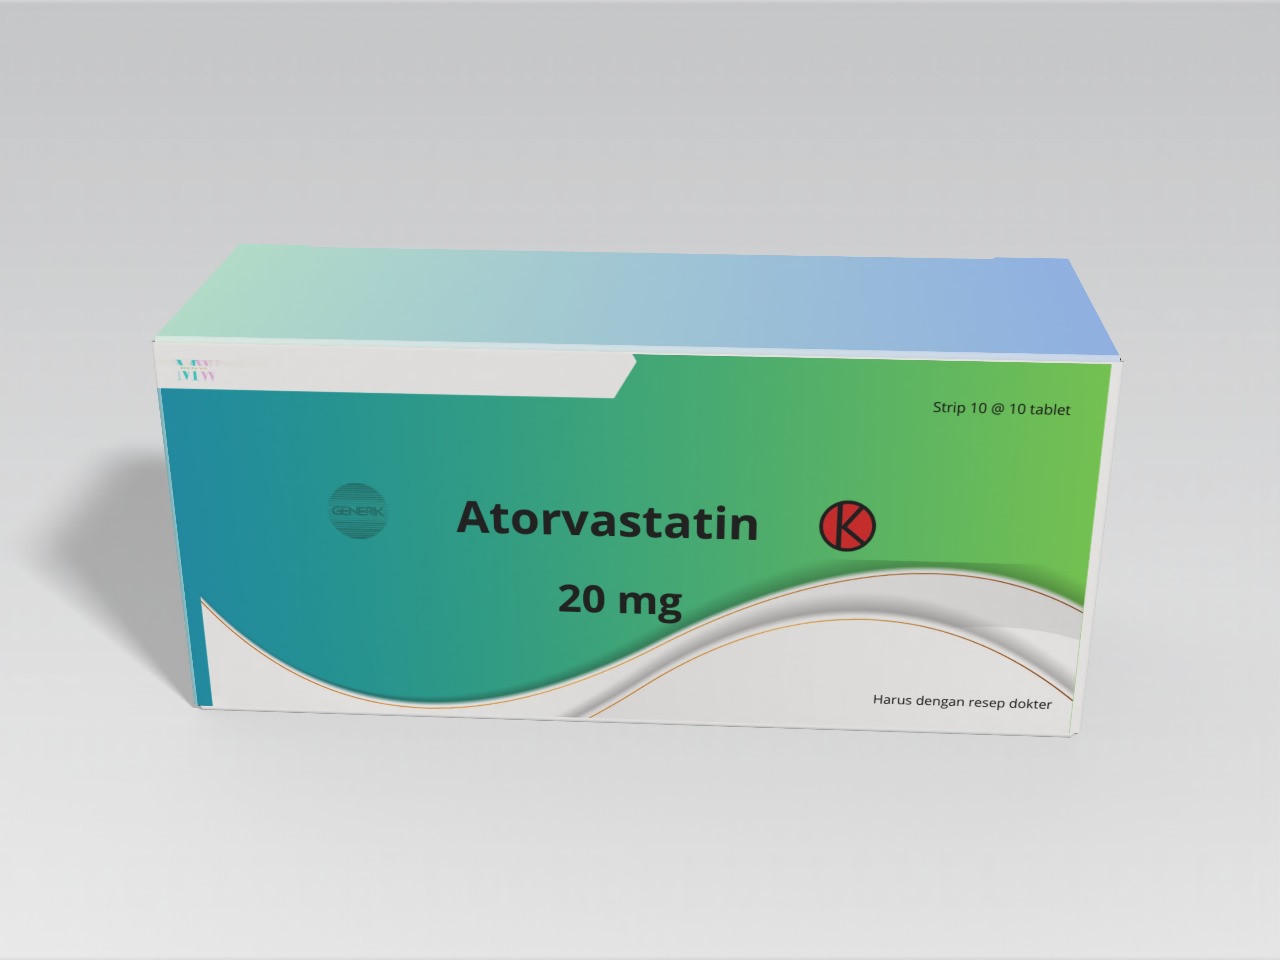 Strip 10 @ 10 tablet
GENERIK
Atorvastatin
K
20 mg
Harus dengan resep dokter